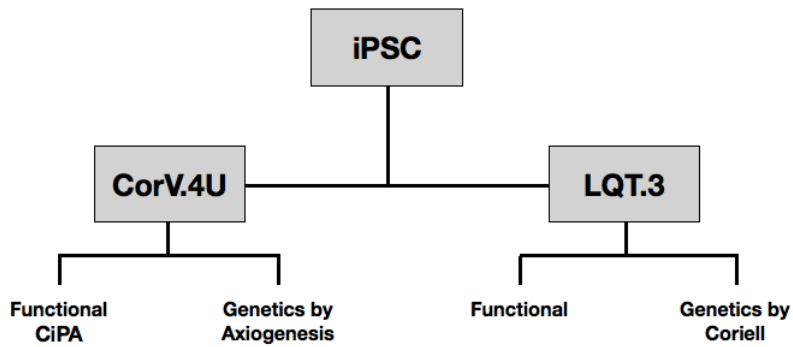 iPSC
CorV.4U
LQT.3
Functional
CiPA
Genetics by
Axiogenesis
Functional
Genetics by
Coriell